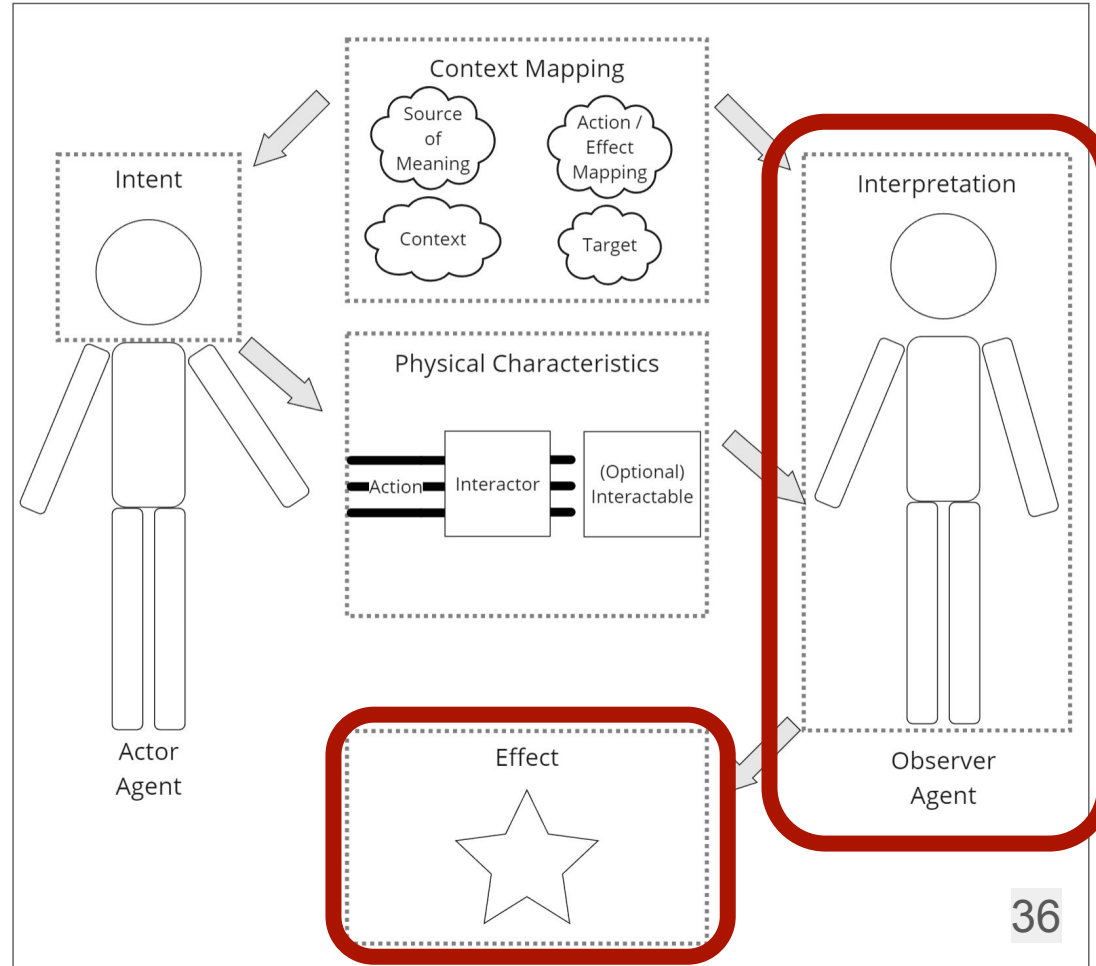 Context Mapping
Source
of
Meaning
Action /
Effect
Mapping
Context
Target
Intent
Interpretation
Physical Characteristics
Action
Interactor
(Optional)
Interactable
Actor
Agent
Effect
Observer
Agent
36